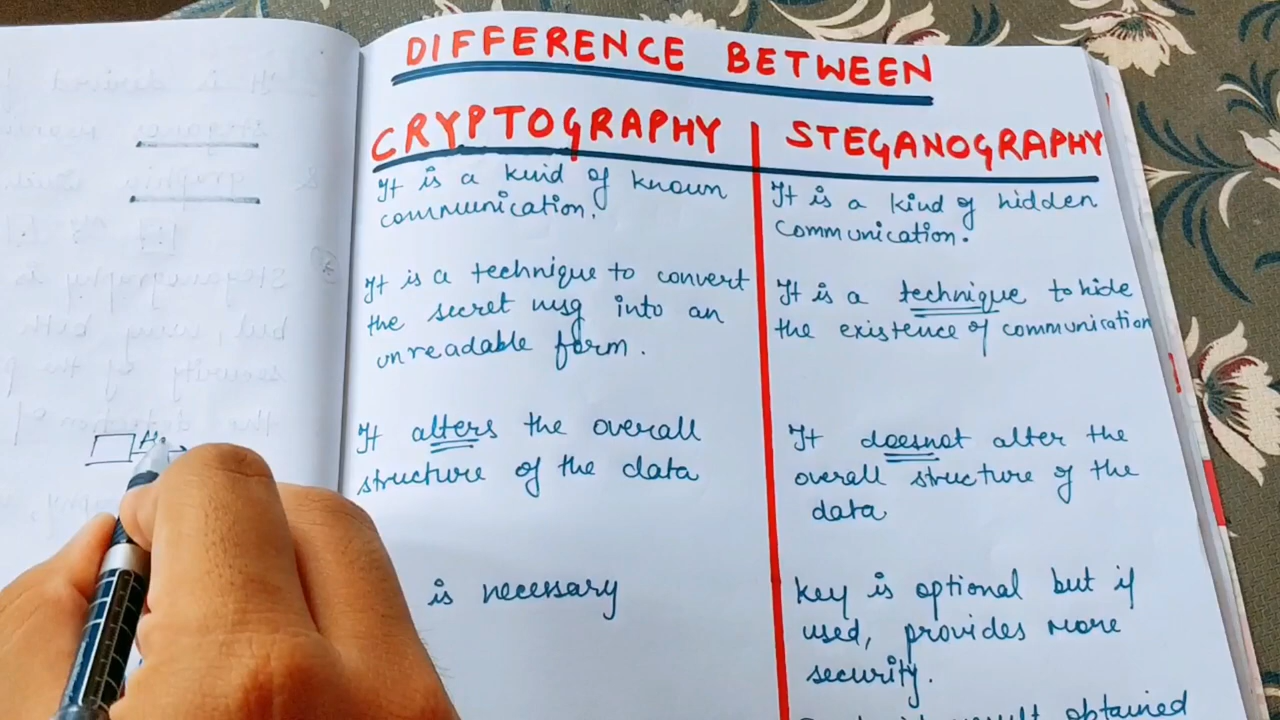 DIFFERENCE BETWEEN
CRYPTOGRAPHY | STEGANOGRAPHY
It is a kind of known
communication.
It is a technique to convert
the secret msg into an
unreadable form.
It alters the overall
structure of the data
is necessary
It is a kind of hidden
communication.
It is a technique to hide
the existence of communication
It doesnot alter the
overall structure of the
data
Key is optional but if
used, provides more
security.
result obtained